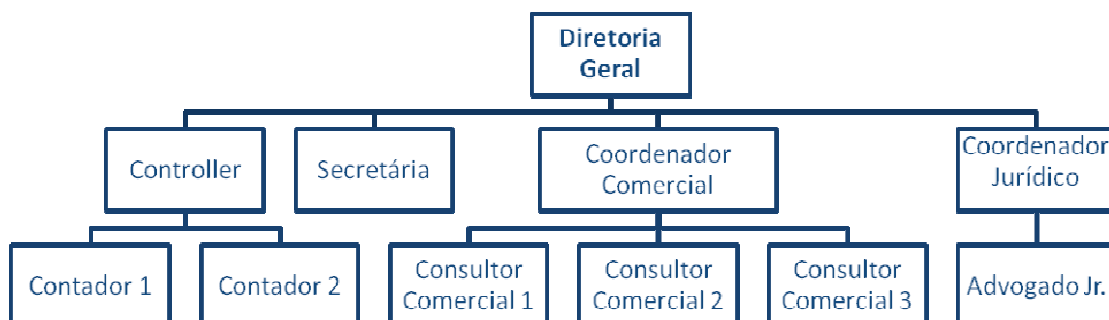 Diretoria
Geral
Controller
Secretária
Coordenador
Comercial
Coordenador
Jurídico
Contador 1
Contador 2
Consultor
Comercial 1
Consultor
Comercial 2
Consultor
Comercial 3
Advogado Jr.